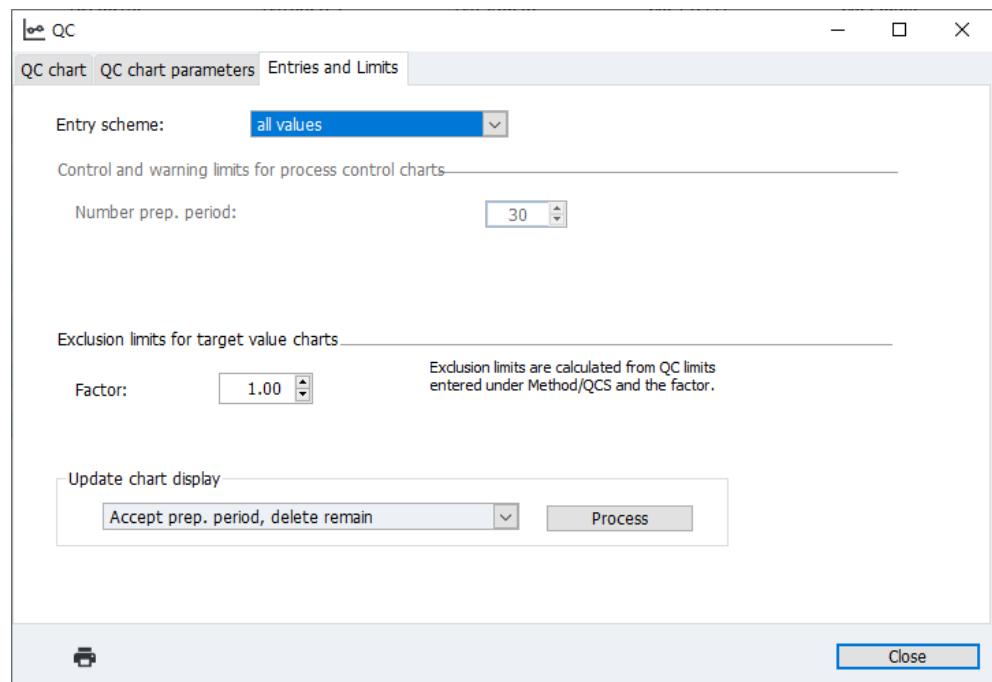 QC
QC chart QC chart parameters Entries and Limits
Entry scheme: all values
Control and warning limits for process control charts
Number prep. period: 30
Exclusion limits for target value charts
Exclusion limits are calculated from QC limits
Factor: 1.00 entered under Method/QCS and the factor.
Update chart display
Accept prep. period, delete remain Process
Close